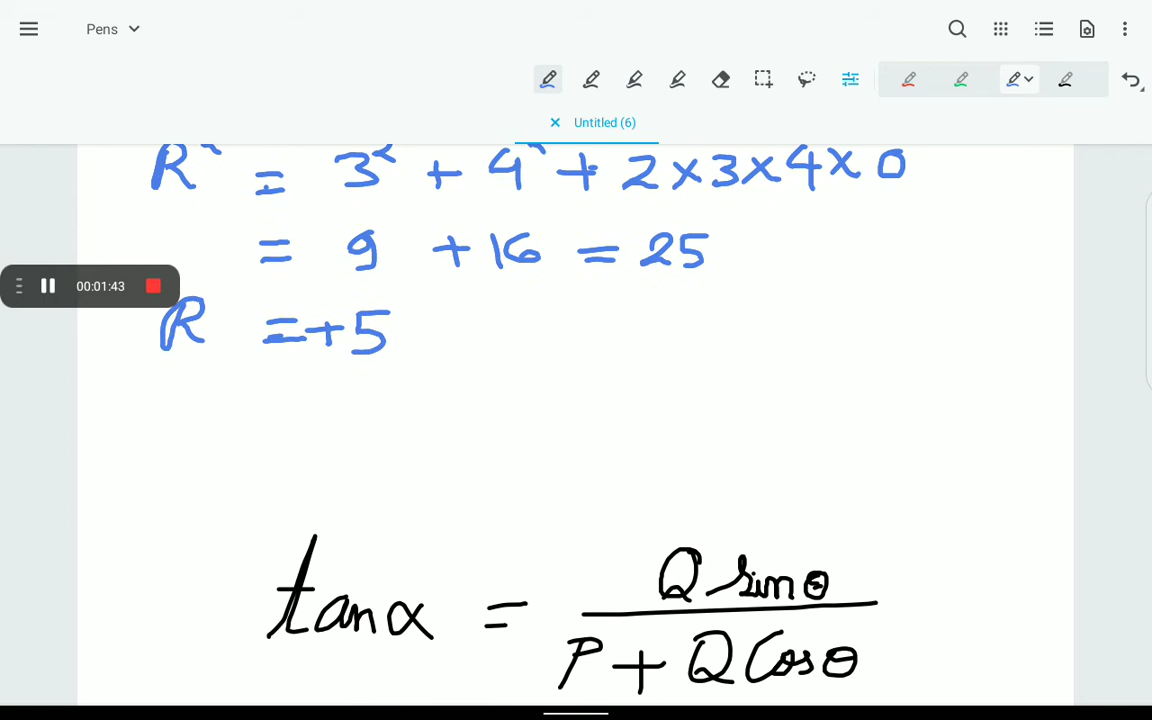 Pens
Untitled (6)
R² = 3² + 4² + 2 × 3 × 4 × 0
= 9 + 16 = 25
00:01:43
R = +5
tanα = Q sinθ / P + Q Cosθ